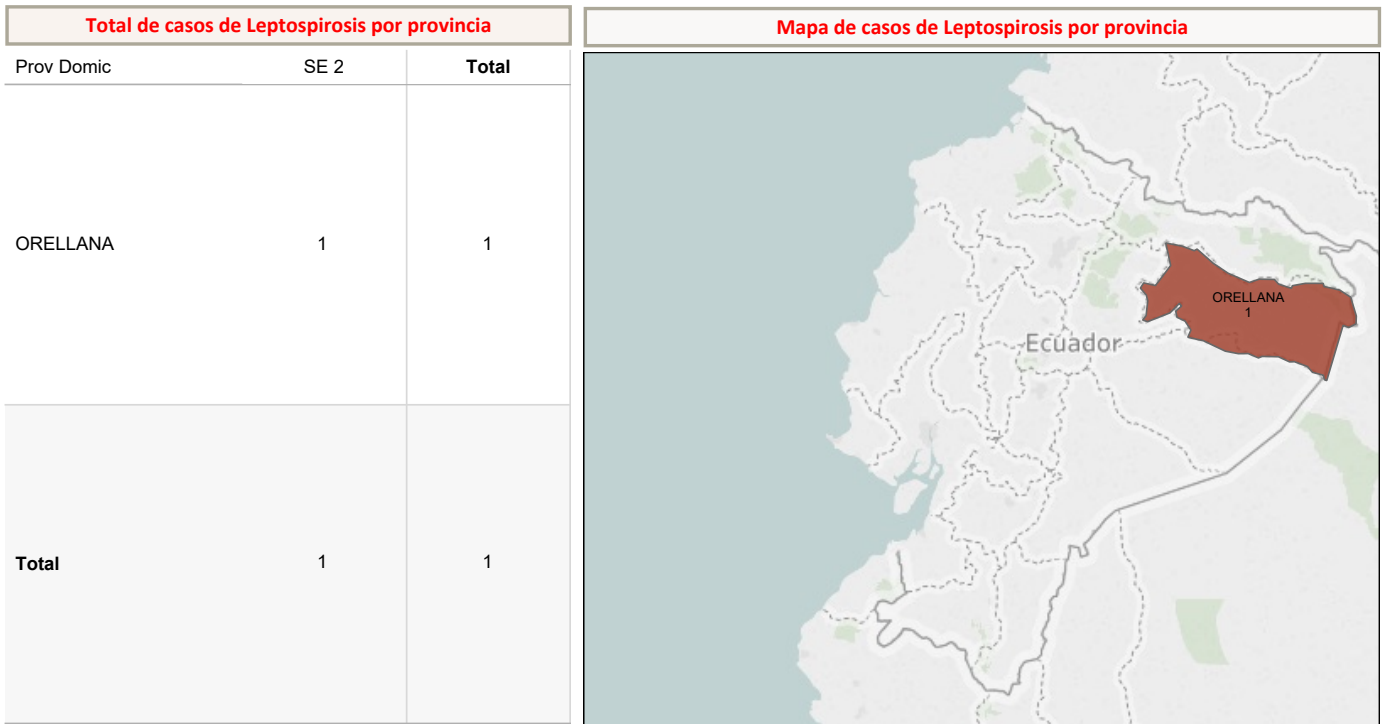 Total de casos de Leptospirosis por provincia
Prov Domic SE 2 Total
ORELLANA 1 1
Total 1 1
Mapa de casos de Leptospirosis por provincia
ORELLANA
1
Ecuador